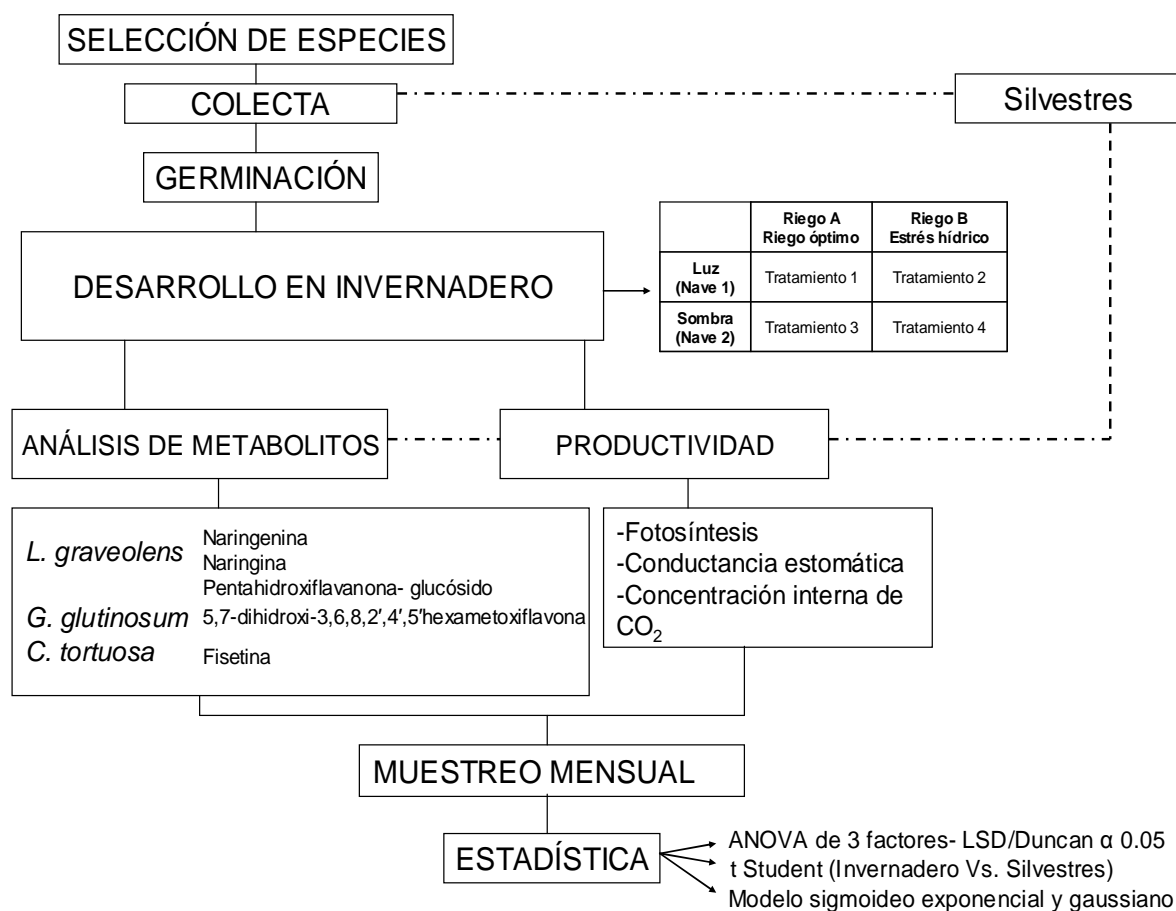 SELECCIÓN DE ESPECIES
COLECTA
Silvestres
GERMINACIÓN
DESARROLLO EN INVERNADERO
Riego A
Riego óptimo
Riego B
Estrés hídrico
Luz
(Nave 1)
Tratamiento 1
Tratamiento 2
Sombra
(Nave 2)
Tratamiento 3
Tratamiento 4
ANÁLISIS DE METABOLITOS
PRODUCTIVIDAD
L. graveolens
Naringenina
Naringina
Pentahidroxiflavanona- glucósido
G. glutinosum 5,7-dihidroxi-3,6,8,2′,4′,5′hexametoxiflavona
C. tortuosa Fisetina
-Fotosíntesis
-Conductancia estomática
-Concentración interna de
CO₂
MUESTREO MENSUAL
ESTADÍSTICA
ANOVA de 3 factores- LSD/Duncan α 0.05
t Student (Invernadero Vs. Silvestres)
Modelo sigmoideo exponencial y gaussiano